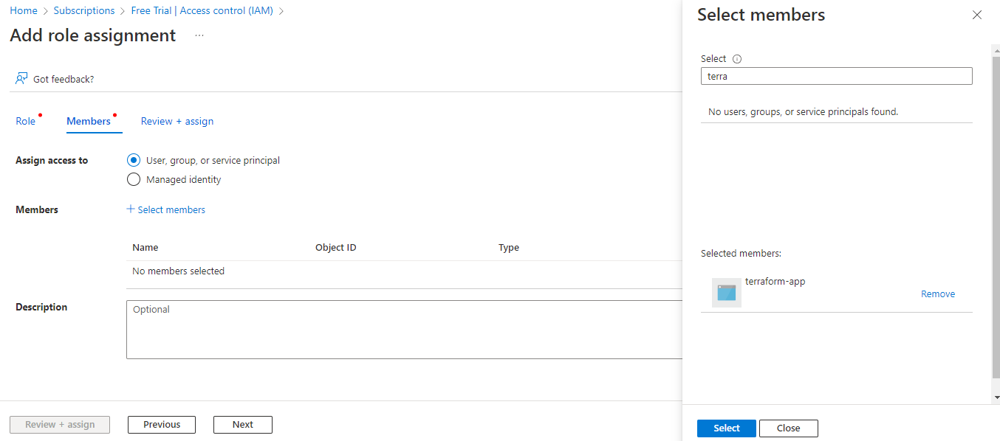 Home > Subscriptions > Free Trial | Access control (IAM) >
Add role assignment ...
Got feedback?
Role Members Review + assign
Assign access to
User, group, or service principal
Managed identity
Members
+ Select members
Name Object ID Type
No members selected
Description
Optional
Review + assign Previous Next
Select members
Select
terra
No users, groups, or service principals found.
Selected members:
terraform-app
Remove
Select Close